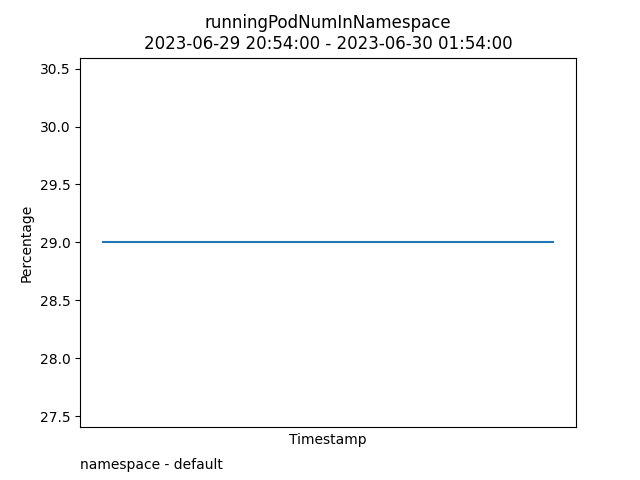 runningPodNumInNamespace
2023-06-29 20:54:00 - 2023-06-30 01:54:00
30.5
30.0
29.5
29.0
28.5
28.0
27.5
Percentage
Timestamp
namespace - default